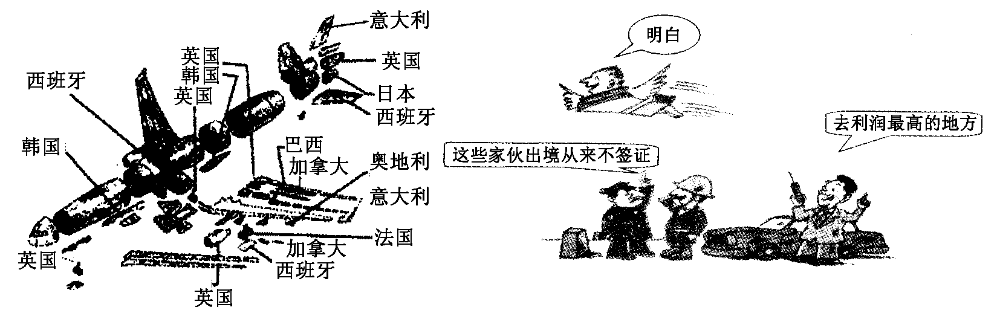 意大利
英国
英国
韩国
西班牙
英国
日本
西班牙
韩国
巴西
加拿大
奥地利
意大利
法国
加拿大
英国
西班牙
英国
明白
去利润最高的地方
这些家伙出境从来不签证